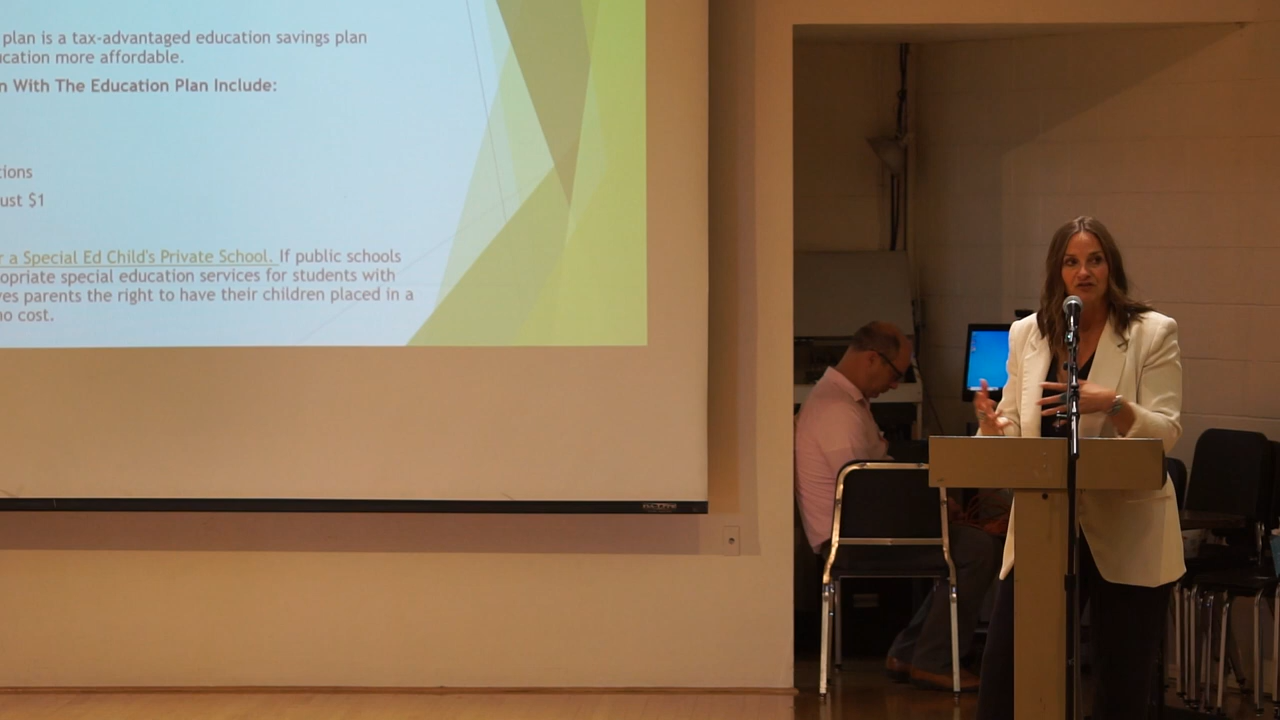 plan is a tax-advantaged education savings plan
ucation more affordable.
n With The Education Plan Include:
tions
ust $1
r a Special Ed Child's Private School. If public schools
opriate special education services for students with
ves parents the right to have their children placed in a
no cost.